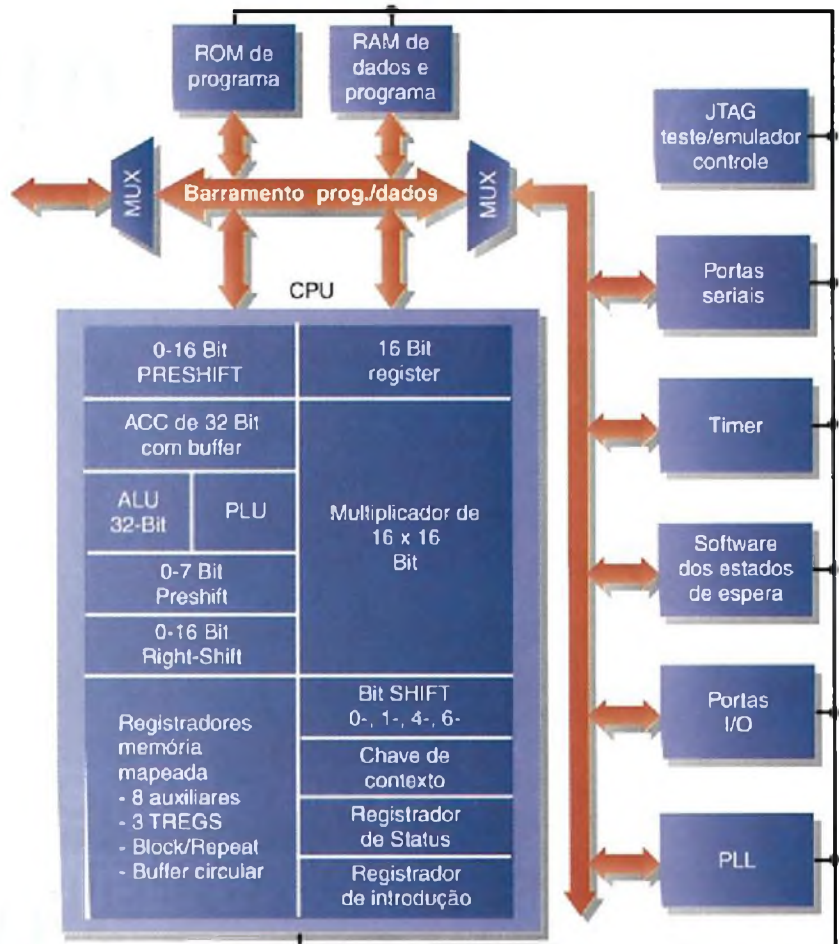 ROM de
programa
RAM de
dados e
programa
JTAG
teste/emulador
controle
MUX
Barramento prog./dados
MUX
Portas
seriais
CPU
0-16 Bit
PRESHIFT
16 Bit
register
ACC de 32 Bit
com buffer
Timer
ALU
32-Bit
PLU
Multiplicador de
16 x 16
Bit
Software
dos estados
de espera
0-7 Bit
Preshift
0-16 Bit
Right-Shift
Registradores
memória
mapeada
- 8 auxiliares
- 3 TREGS
- Block/Repeat
- Buffer circular
Bit SHIFT
0-, 1-, 4-, 6-
Chave de
contexto
Registrador
de Status
Registrador
de introdução
Portas
I/O
PLL